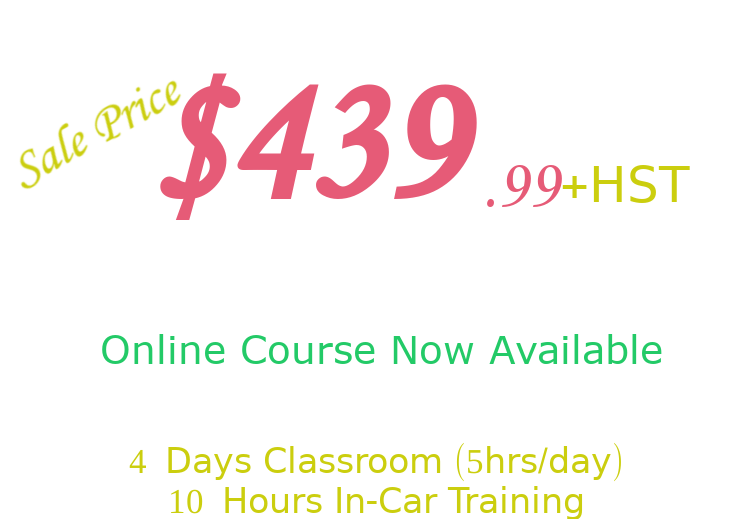 Sale Price
$439.99+HST
Online Course Now Available
4 Days Classroom (5hrs/day)
10 Hours In-Car Training